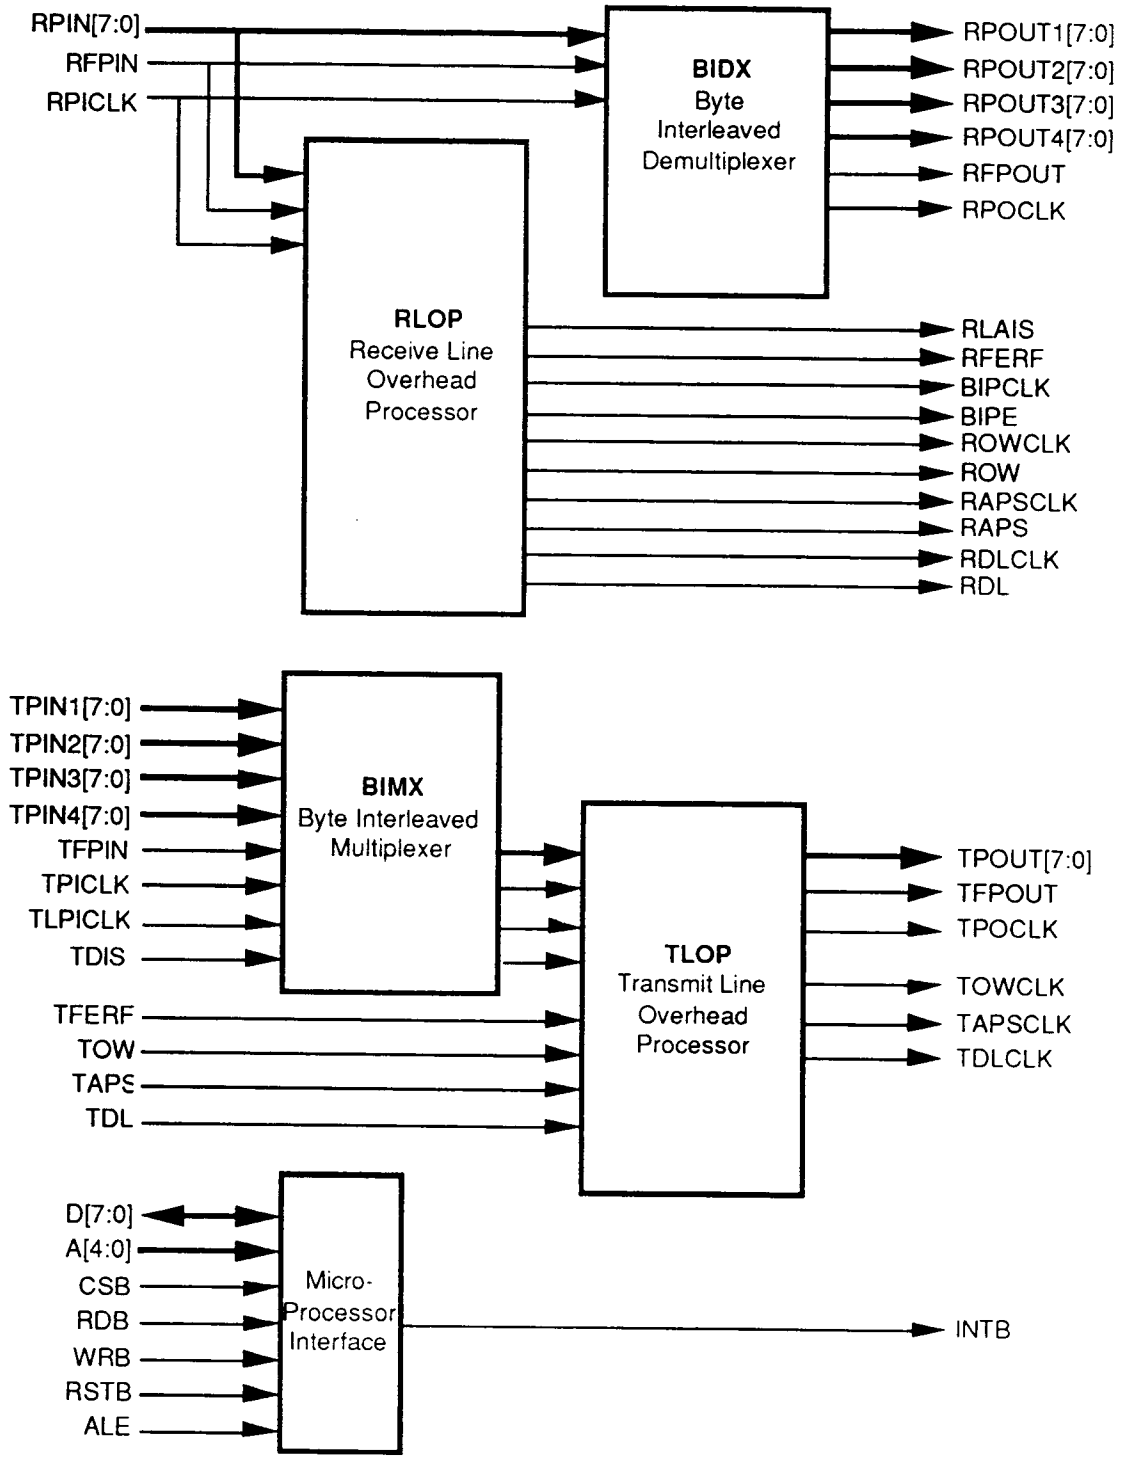 RPIN[7:0]
RFPIN
RPICLK
BIDX
Byte
Interleaved
Demultiplexer
RPOUT1[7:0]
RPOUT2[7:0]
RPOUT3[7:0]
RPOUT4[7:0]
RFPOUT
RPOCLK
RLOP
Receive Line
Overhead
Processor
RLAIS
RFERF
BIPCLK
BIPE
ROWCLK
ROW
RAPSCLK
RAPS
RDLCLK
RDL
TPIN1[7:0]
TPIN2[7:0]
TPIN3[7:0]
TPIN4[7:0]
TFPIN
TPICLK
TLPICLK
TDIS
BIMX
Byte Interleaved
Multiplexer
TFERF
TOW
TAPS
TDL
TLOP
Transmit Line
Overhead
Processor
TPOUT[7:0]
TFPOUT
TPOCLK
TOWCLK
TAPSCLK
TDLCLK
D[7:0]
A[4:0]
CSB
RDB
WRB
RSTB
ALE
Micro-
Processor
Interface
INTB